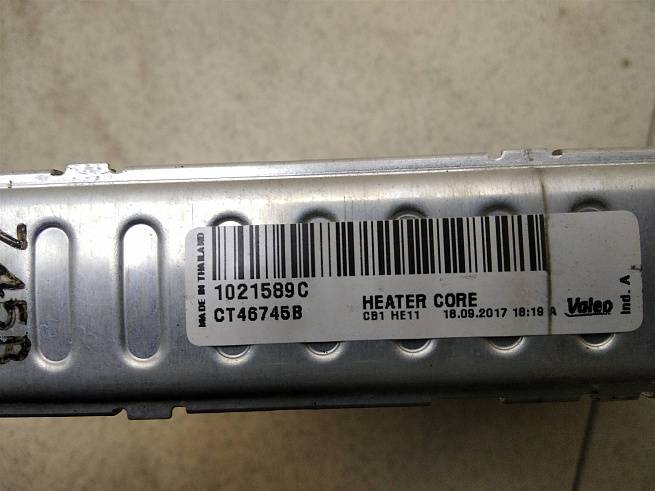 MADE IN THAILAND
1021589C
CT46745B
HEATER CORE
CB1 HE11 18.09.2017 18:19 A
Valeo
Ind. A